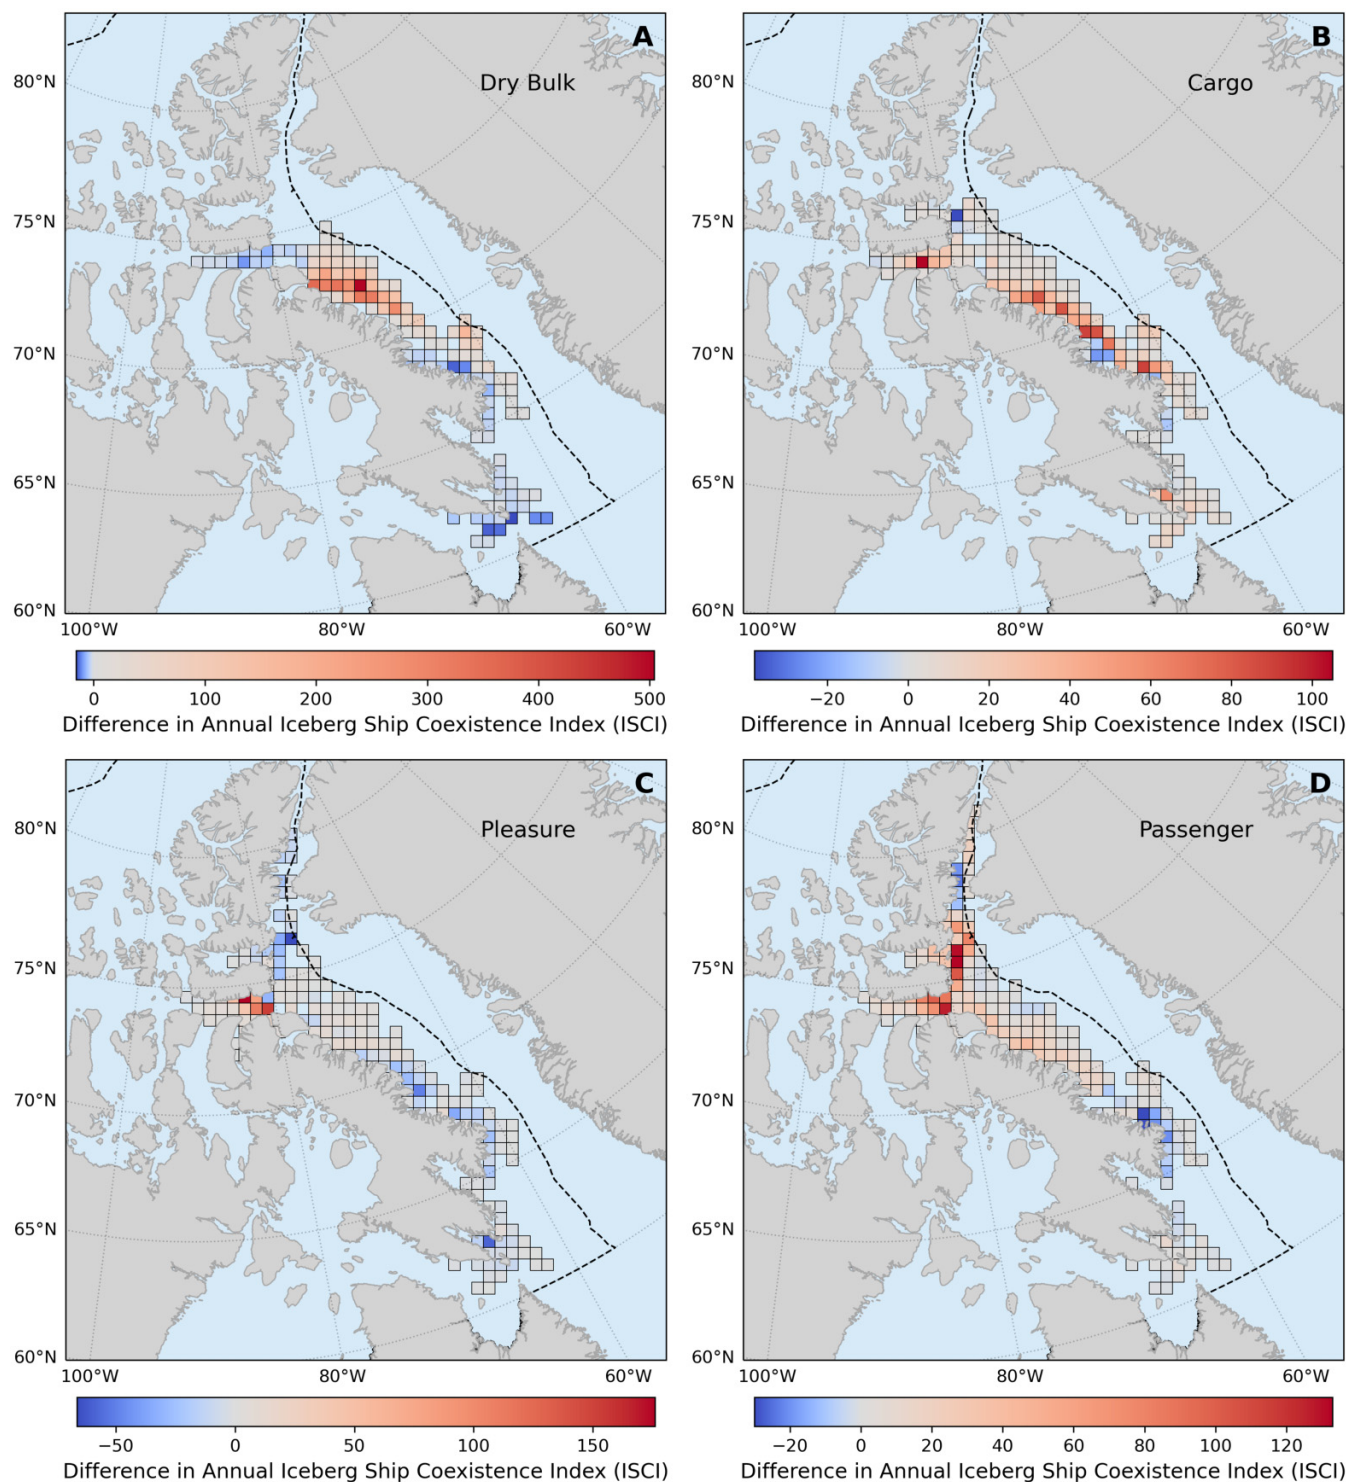 A
Dry Bulk
80°N
75°N
70°N
65°N
60°N
100°W 80°W 60°W
0 100 200 300 400 500
Difference in Annual Iceberg Ship Coexistence Index (ISCI)
B
Cargo
80°N
75°N
70°N
65°N
60°N
100°W 80°W 60°W
−20 0 20 40 60 80 100
Difference in Annual Iceberg Ship Coexistence Index (ISCI)
C
Pleasure
80°N
75°N
70°N
65°N
60°N
100°W 80°W 60°W
−50 0 50 100 150
Difference in Annual Iceberg Ship Coexistence Index (ISCI)
D
Passenger
80°N
75°N
70°N
65°N
60°N
100°W 80°W 60°W
−20 0 20 40 60 80 100 120
Difference in Annual Iceberg Ship Coexistence Index (ISCI)